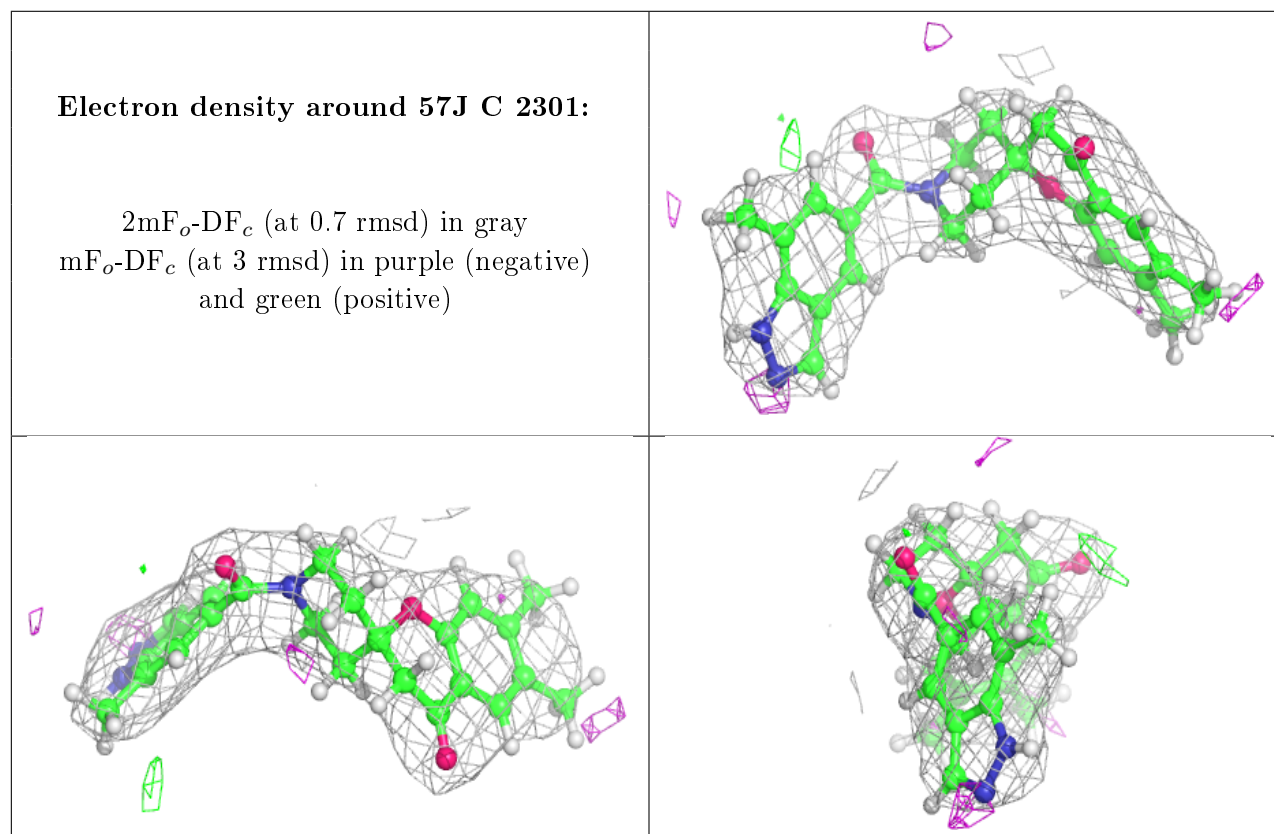 Electron density around 57J C 2301:
2mFₒ-DF𝒸 (at 0.7 rmsd) in gray
mFₒ-DF𝒸 (at 3 rmsd) in purple (negative)
and green (positive)